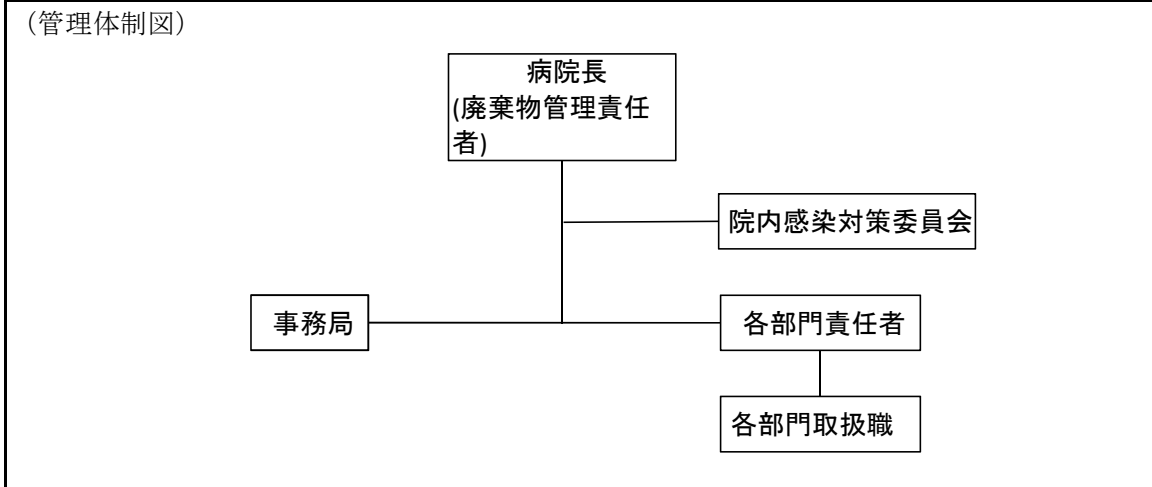 （管理体制図）
病院長
(廃棄物管理責任
者)
院内感染対策委員会
事務局
各部門責任者
各部門取扱職